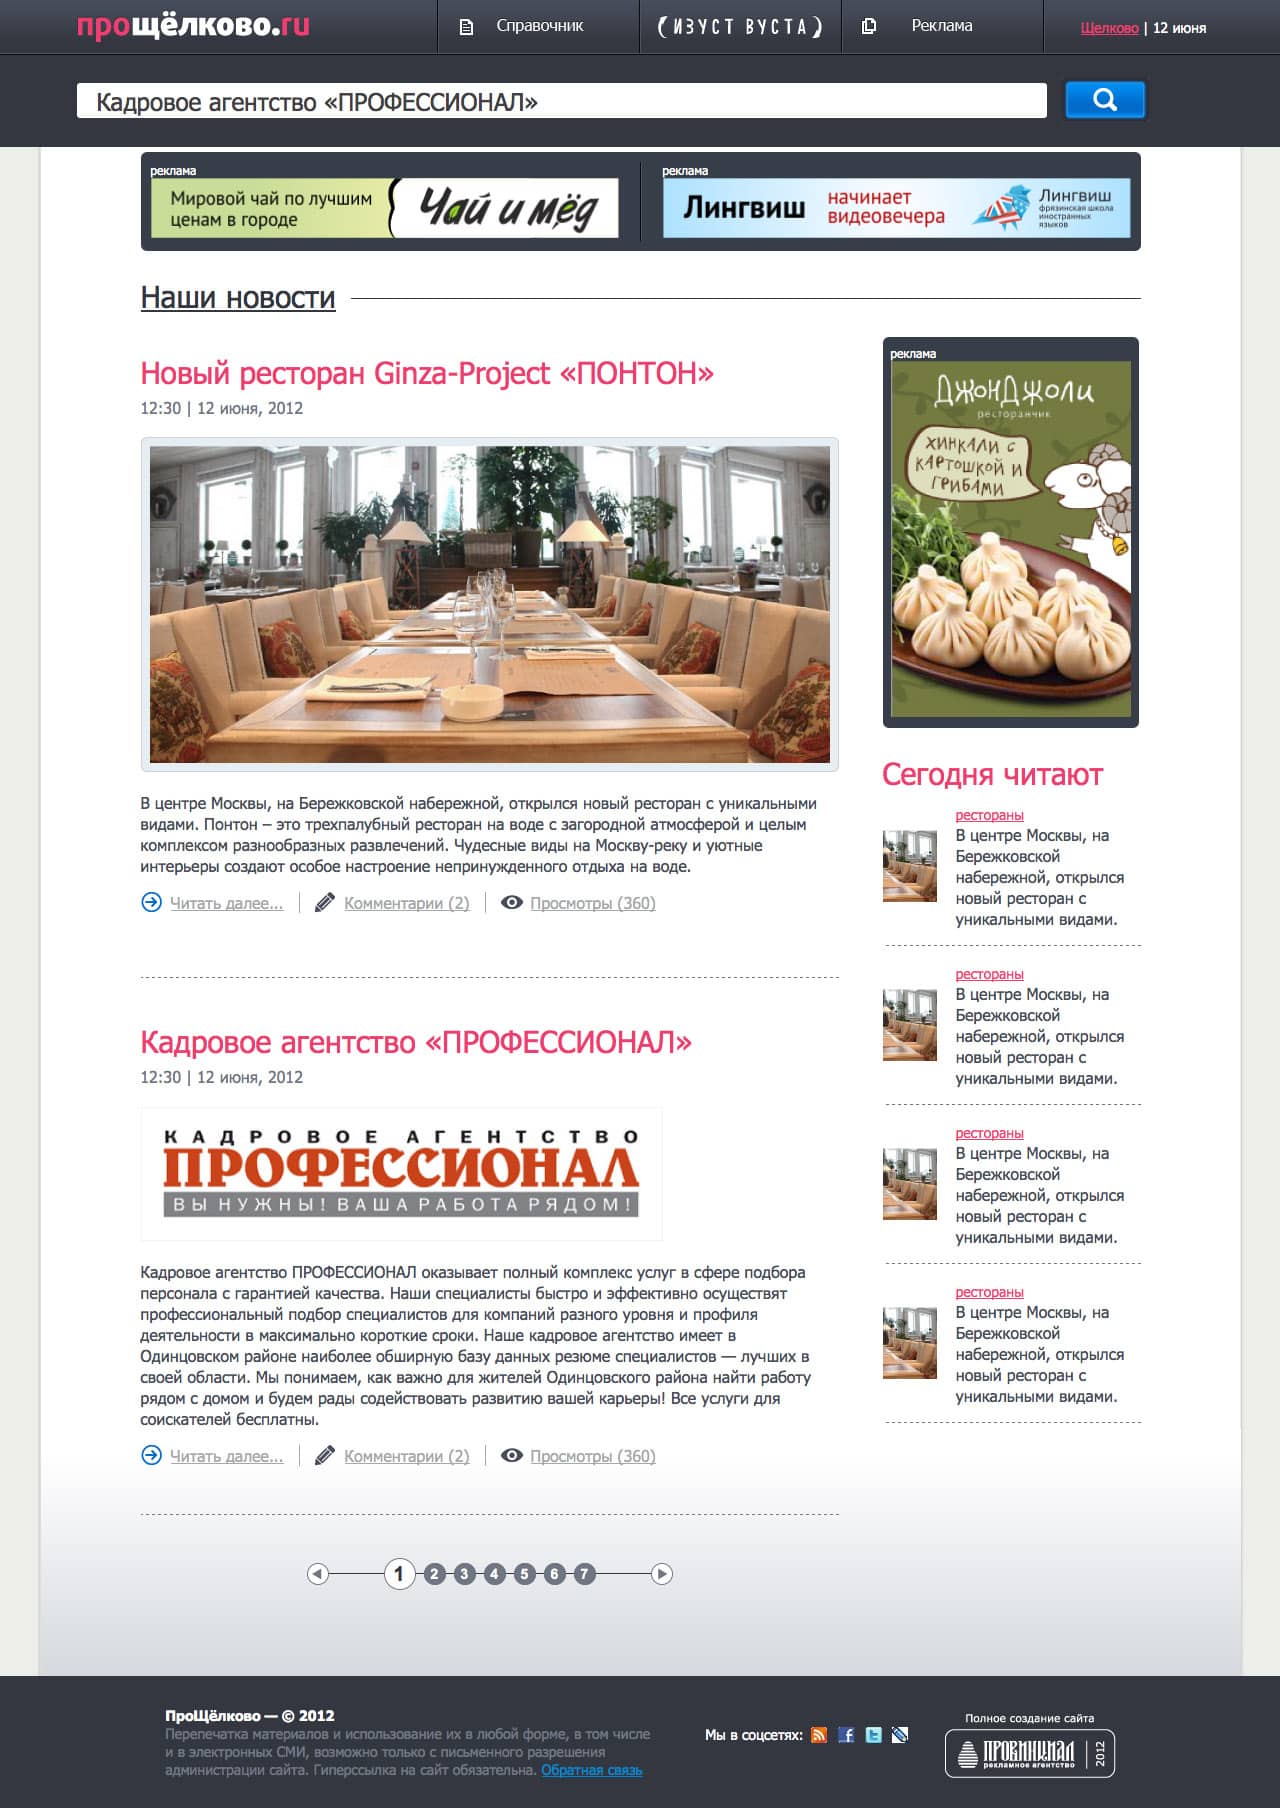 прощёлково.ru
Справочник
(ИЗУСТ ВУСТА)
Реклама
Щелково | 12 июня
Кадровое агентство «ПРОФЕССИОНАЛ»
реклама
Мировой чай по лучшим
ценам в городе
Чай и мёд
реклама
Лингвиш
начинает
видеовечера
Лингвиш
фрязинская школа
иностранных
языков
Наши новости
Новый ресторан Ginza-Project «ПОНТОН»
12:30 | 12 июня, 2012
В центре Москвы, на Бережковской набережной, открылся новый ресторан с уникальными
видами. Понтон – это трехпалубный ресторан на воде с загородной атмосферой и целым
комплексом разнообразных развлечений. Чудесные виды на Москву-реку и уютные
интерьеры создают особое настроение непринужденного отдыха на воде.
Читать далее...
Комментарии (2)
Просмотры (360)
Кадровое агентство «ПРОФЕССИОНАЛ»
12:30 | 12 июня, 2012
КАДРОВОЕ АГЕНТСТВО
ПРОФЕССИОНАЛ
ВЫ НУЖНЫ! ВАША РАБОТА РЯДОМ!
Кадровое агентство ПРОФЕССИОНАЛ оказывает полный комплекс услуг в сфере подбора
персонала с гарантией качества. Наши специалисты быстро и эффективно осуществят
профессиональный подбор специалистов для компаний разного уровня и профиля
деятельности в максимально короткие сроки. Наше кадровое агентство имеет в
Одинцовском районе наиболее обширную базу данных резюме специалистов — лучших в
своей области. Мы понимаем, как важно для жителей Одинцовского района найти работу
рядом с домом и будем рады содействовать развитию вашей карьеры! Все услуги для
соискателей бесплатны.
Читать далее...
Комментарии (2)
Просмотры (360)
1 2 3 4 5 6 7
реклама
ДжонДжоли
ресторанчик
ХИНКАЛИ С
КАРТОШКОЙ И
ГРИБАМИ
Сегодня читают
рестораны
В центре Москвы, на
Бережковской
набережной, открылся
новый ресторан с
уникальными видами.
рестораны
В центре Москвы, на
Бережковской
набережной, открылся
новый ресторан с
уникальными видами.
рестораны
В центре Москвы, на
Бережковской
набережной, открылся
новый ресторан с
уникальными видами.
рестораны
В центре Москвы, на
Бережковской
набережной, открылся
новый ресторан с
уникальными видами.
ПроЩёлково — © 2012
Перепечатка материалов и использование их в любой форме, в том числе
и в электронных СМИ, возможно только с письменного разрешения
администрации сайта. Гиперссылка на сайт обязательна. Обратная связь
Мы в соцсетях:
Полное создание сайта
ПРОВИНЦИАЛ
рекламное агентство
2012